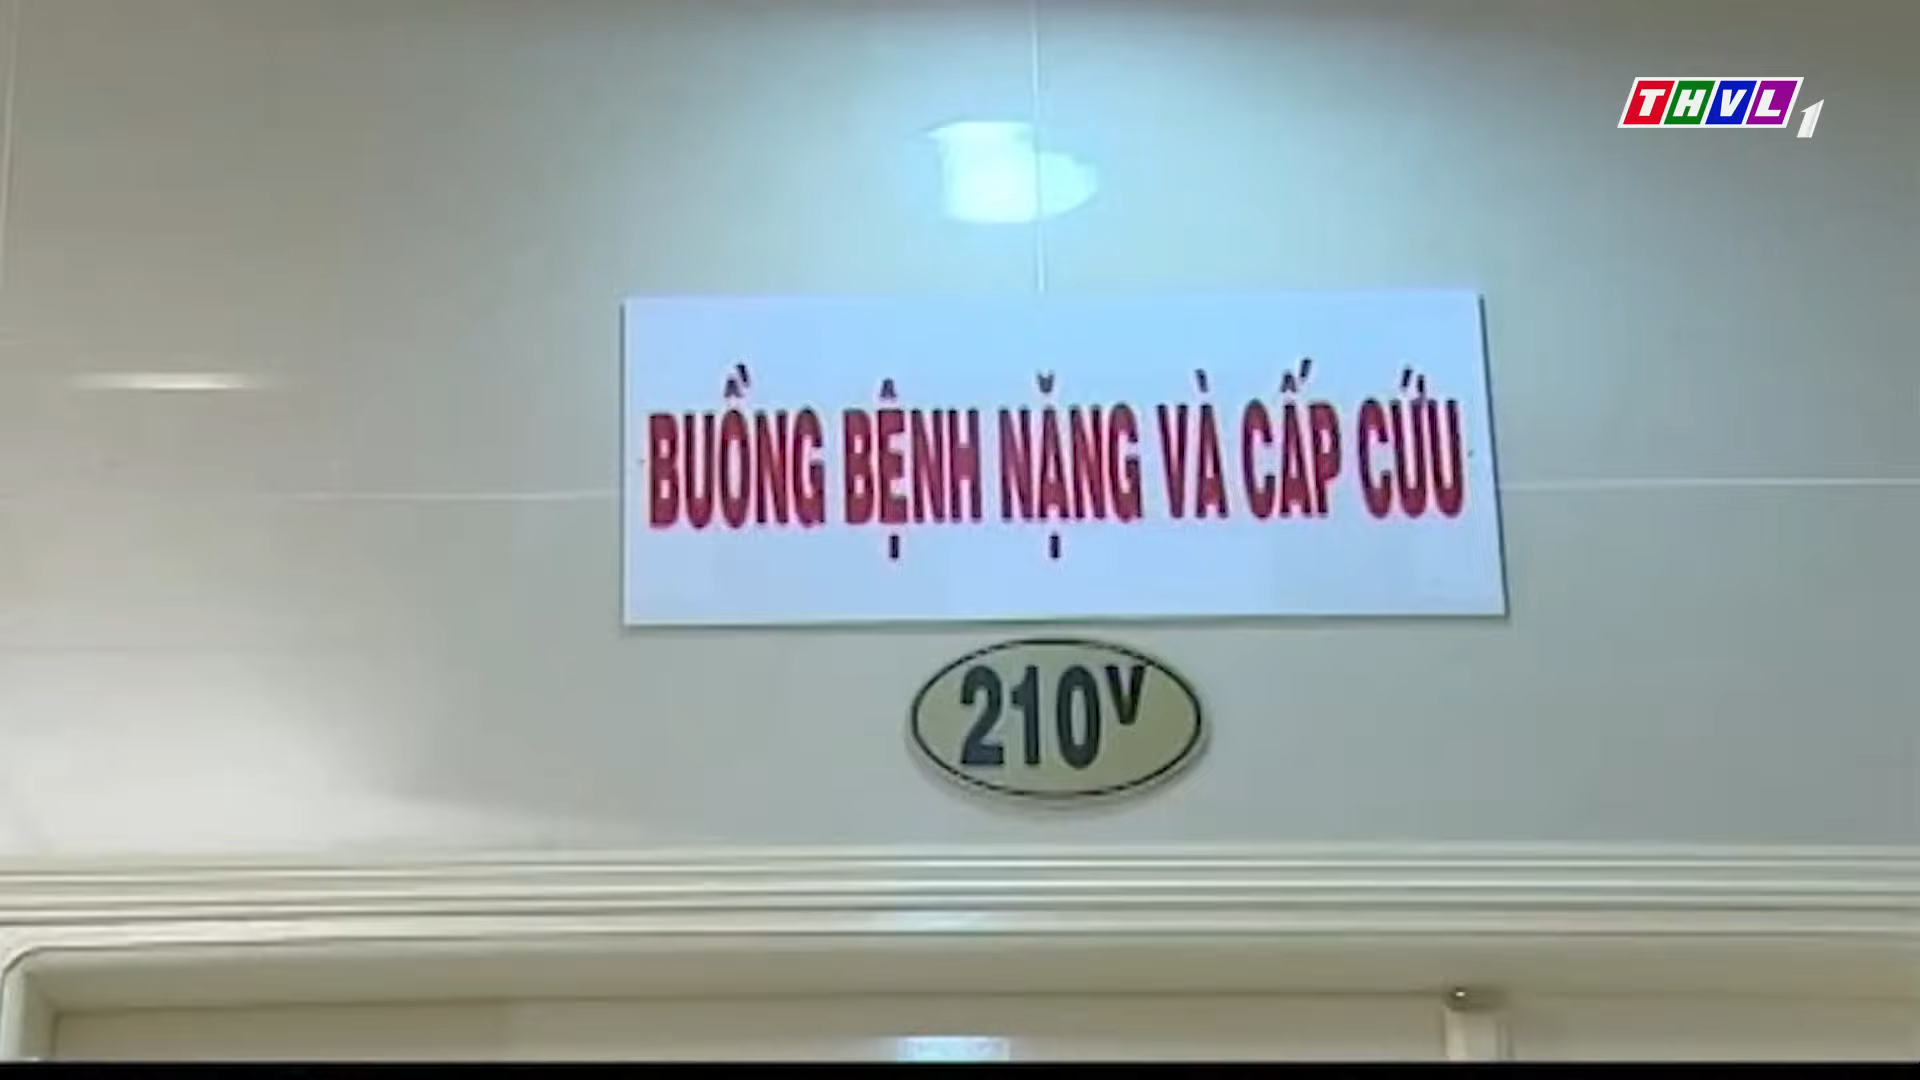 THVL1
BUỒNG BỆNH NẶNG VÀ CẤP CỨU
210V